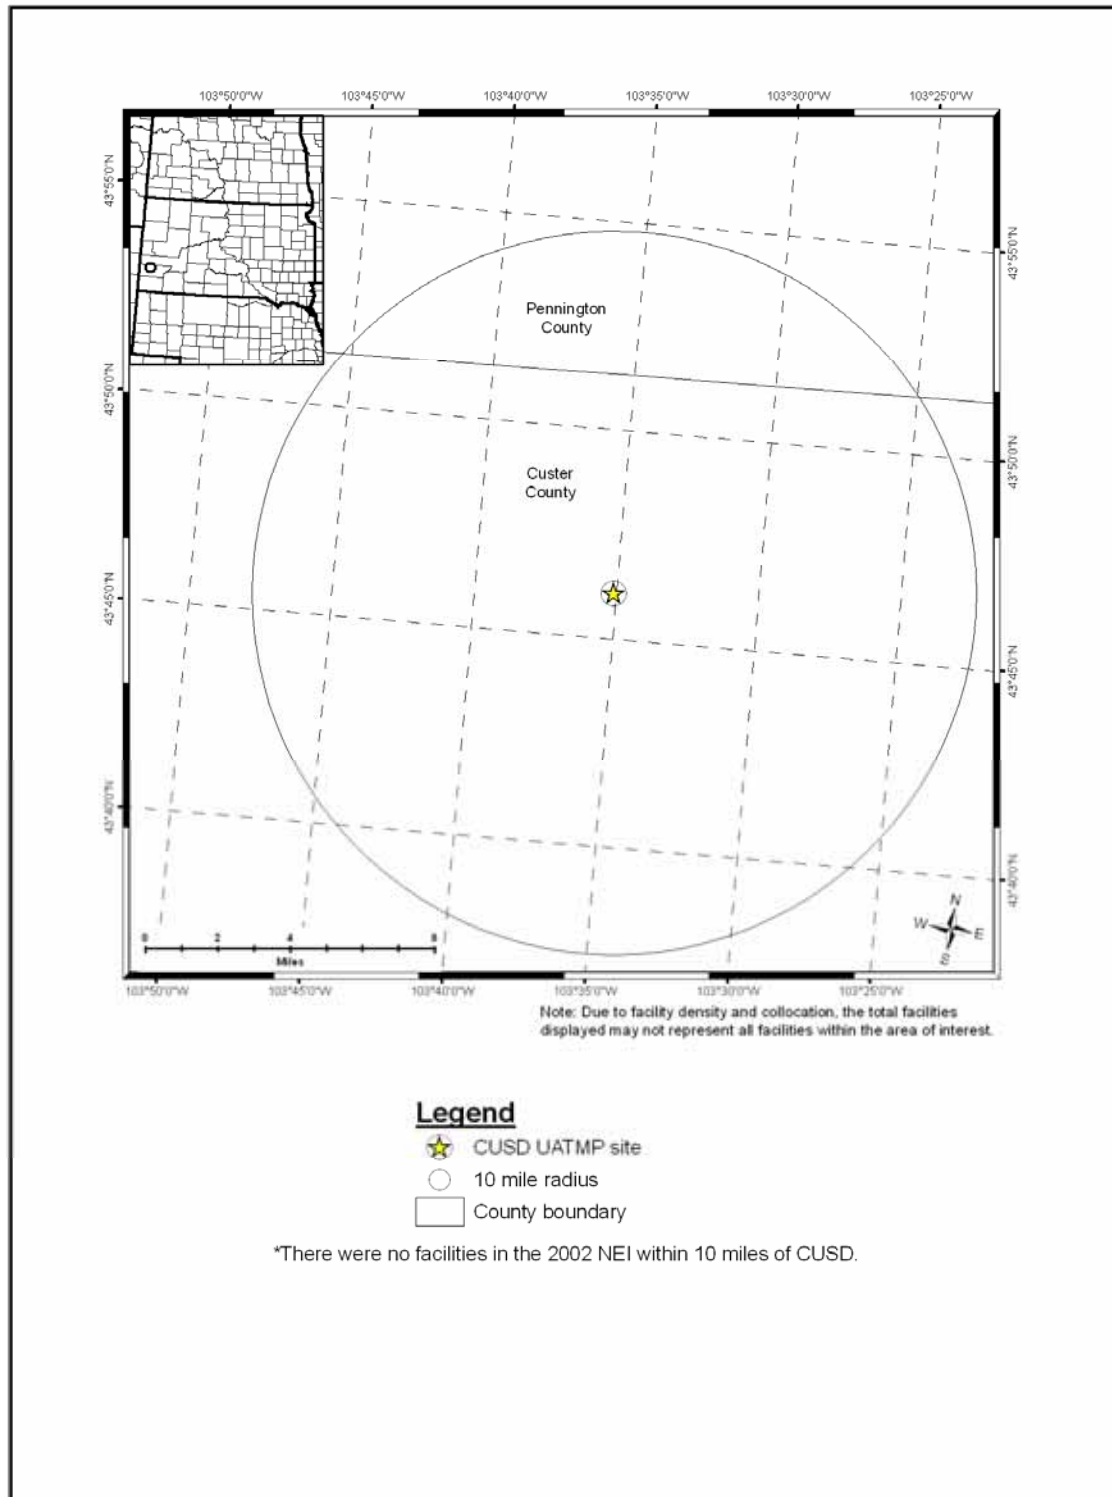 103°50'0"W 103°45'0"W 103°40'0"W 103°35'0"W 103°30'0"W 103°25'0"W
43°55'0"N
43°55'0"N
Pennington
County
43°50'0"N
43°50'0"N
Custer
County
43°45'0"N
43°45'0"N
43°40'0"N
43°40'0"N
N
W E
S
0 2 4 8
Miles
103°50'0"W 103°45'0"W 103°40'0"W 103°35'0"W 103°30'0"W 103°25'0"W
Note: Due to facility density and collocation, the total facilities
displayed may not represent all facilities within the area of interest.
Legend
CUSD UATMP site
10 mile radius
County boundary
*There were no facilities in the 2002 NEI within 10 miles of CUSD.